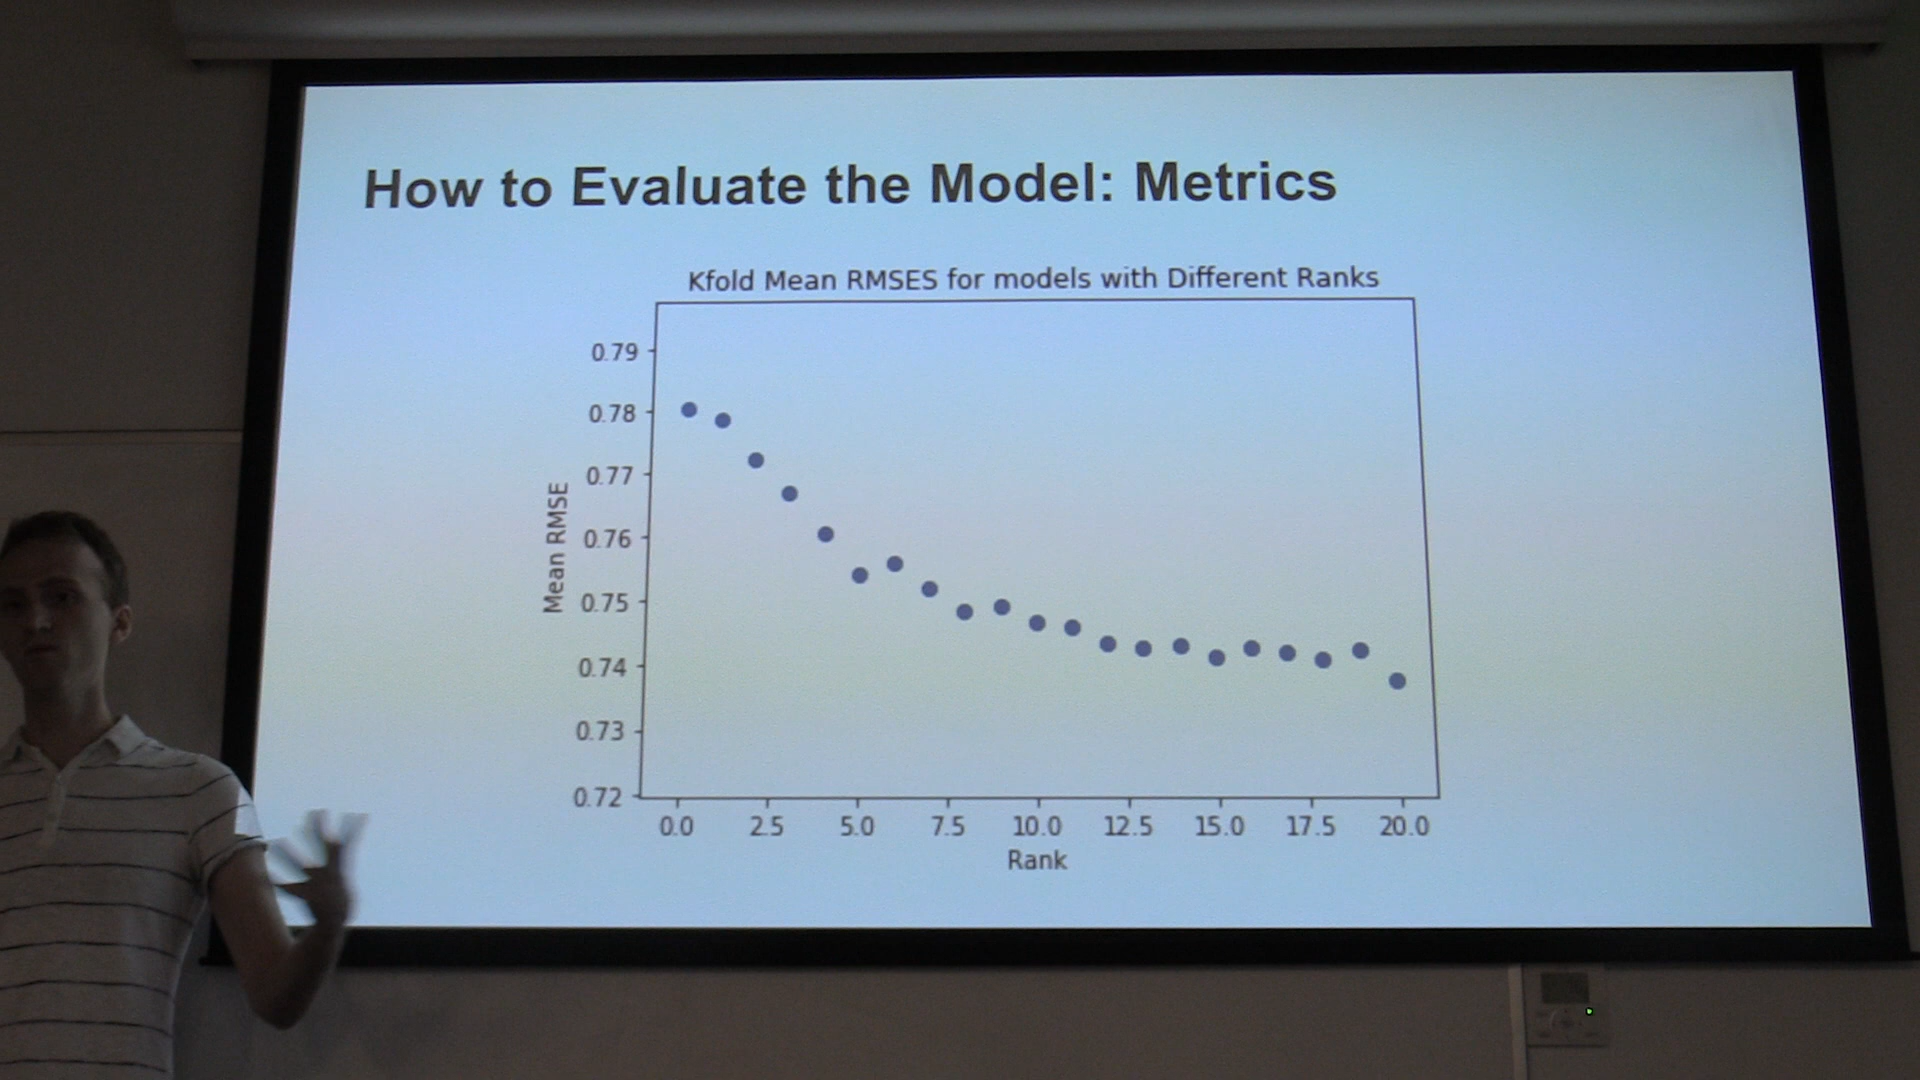 How to Evaluate the Model: Metrics
Kfold Mean RMSES for models with Different Ranks
0.79
0.78
0.77
0.76
0.75
0.74
0.73
0.72
Mean RMSE
0.0 2.5 5.0 7.5 10.0 12.5 15.0 17.5 20.0
Rank